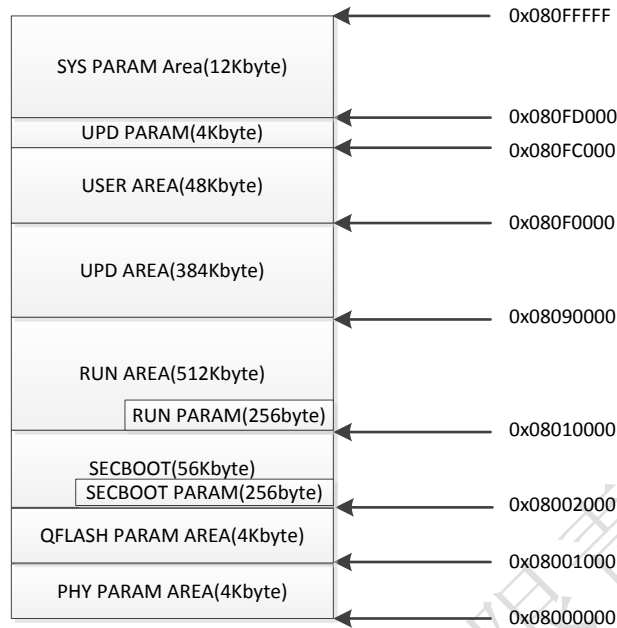 0x080FFFFF
SYS PARAM Area(12Kbyte)
0x080FD000
UPD PARAM(4Kbyte)
0x080FC000
USER AREA(48Kbyte)
0x080F0000
UPD AREA(384Kbyte)
0x08090000
RUN AREA(512Kbyte)
RUN PARAM(256byte)
0x08010000
SECBOOT(56Kbyte)
SECBOOT PARAM(256byte)
0x08002000
QFLASH PARAM AREA(4Kbyte)
0x08001000
PHY PARAM AREA(4Kbyte)
0x08000000